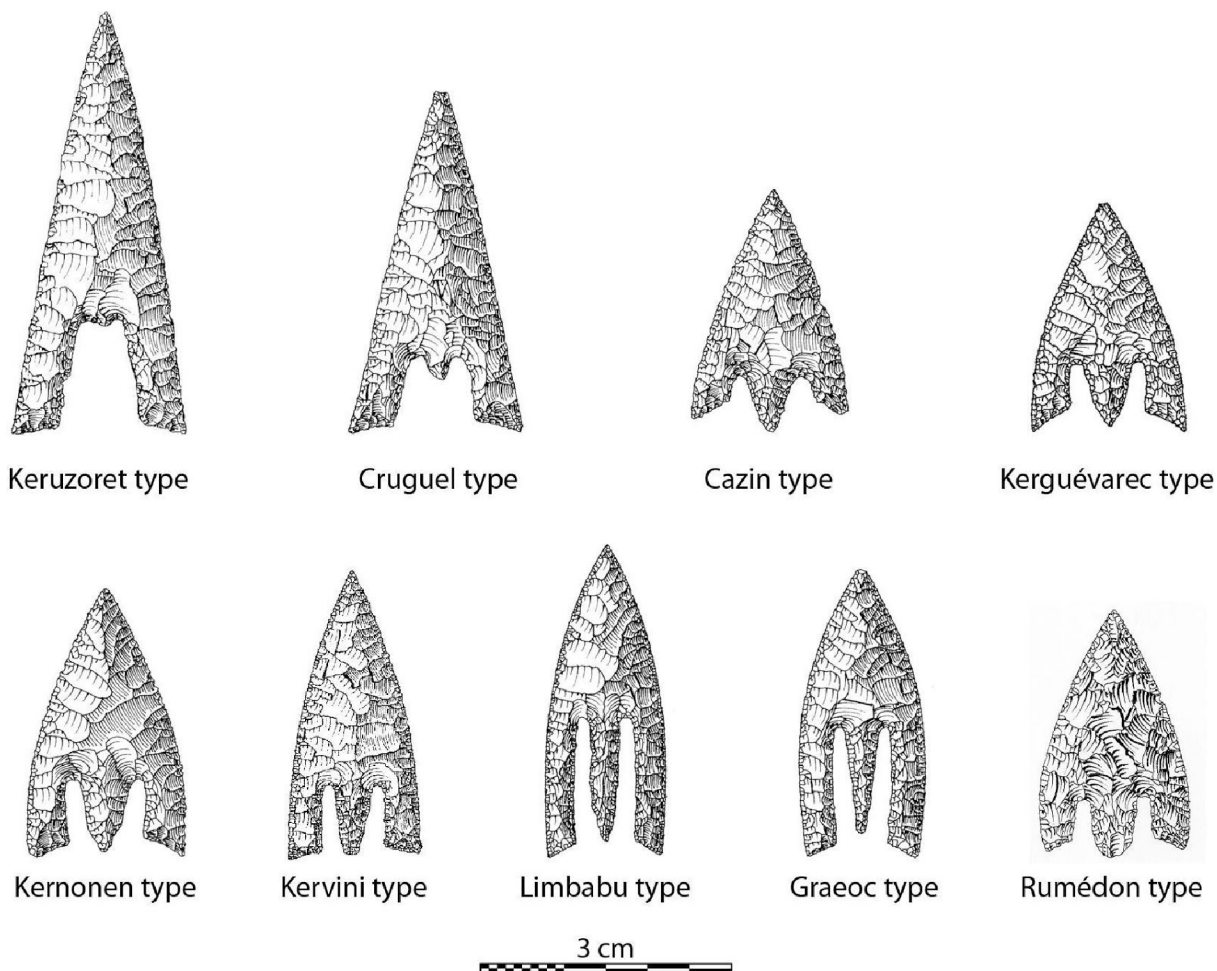 Keruzoret type
Cruguel type
Cazin type
Kerguévarec type
Kernonen type
Kervini type
Limbabu type
Graeoc type
Rumédon type
3 cm